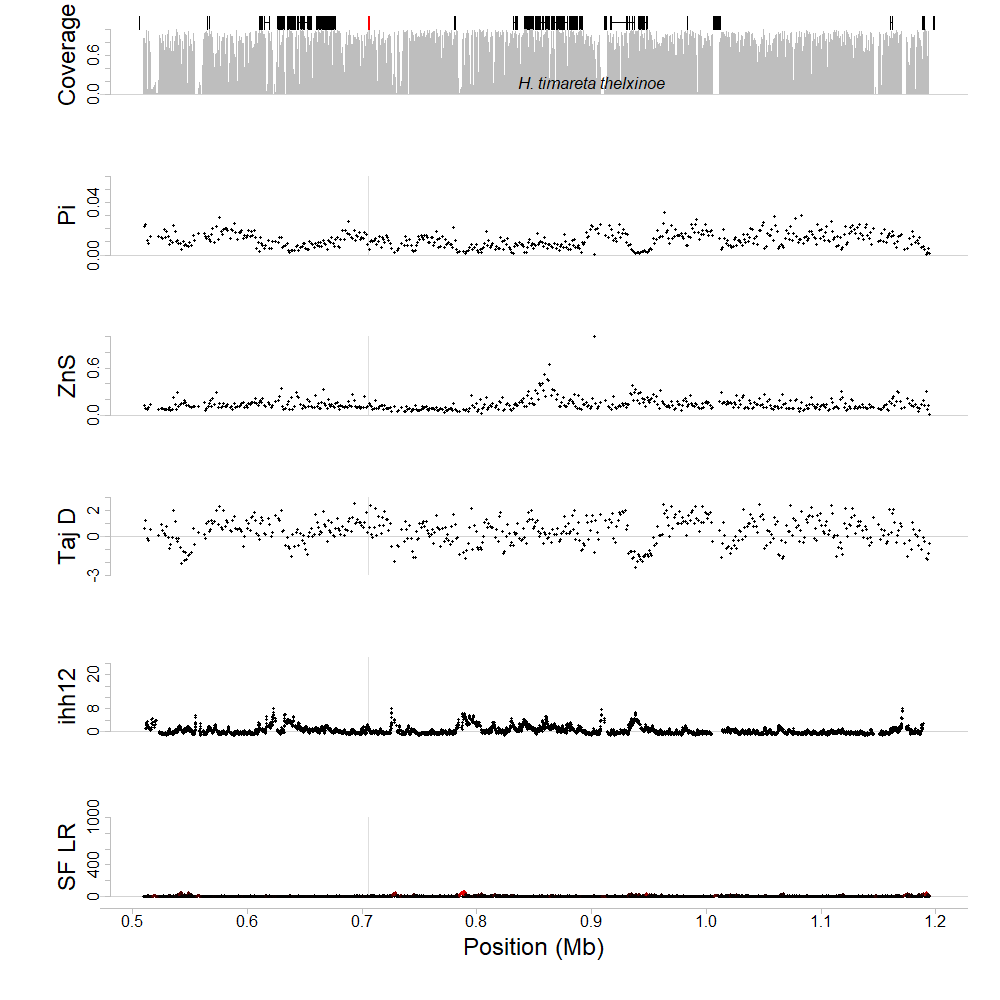 Coverage
0.0
0.6
H. timareta thelxinoe
Pi
0.00
0.04
ZnS
0.0
0.6
Taj D
-3
0
2
ihh12
0
8
20
SF LR
0
400
1000
0.5 0.6 0.7 0.8 0.9 1.0 1.1 1.2
Position (Mb)